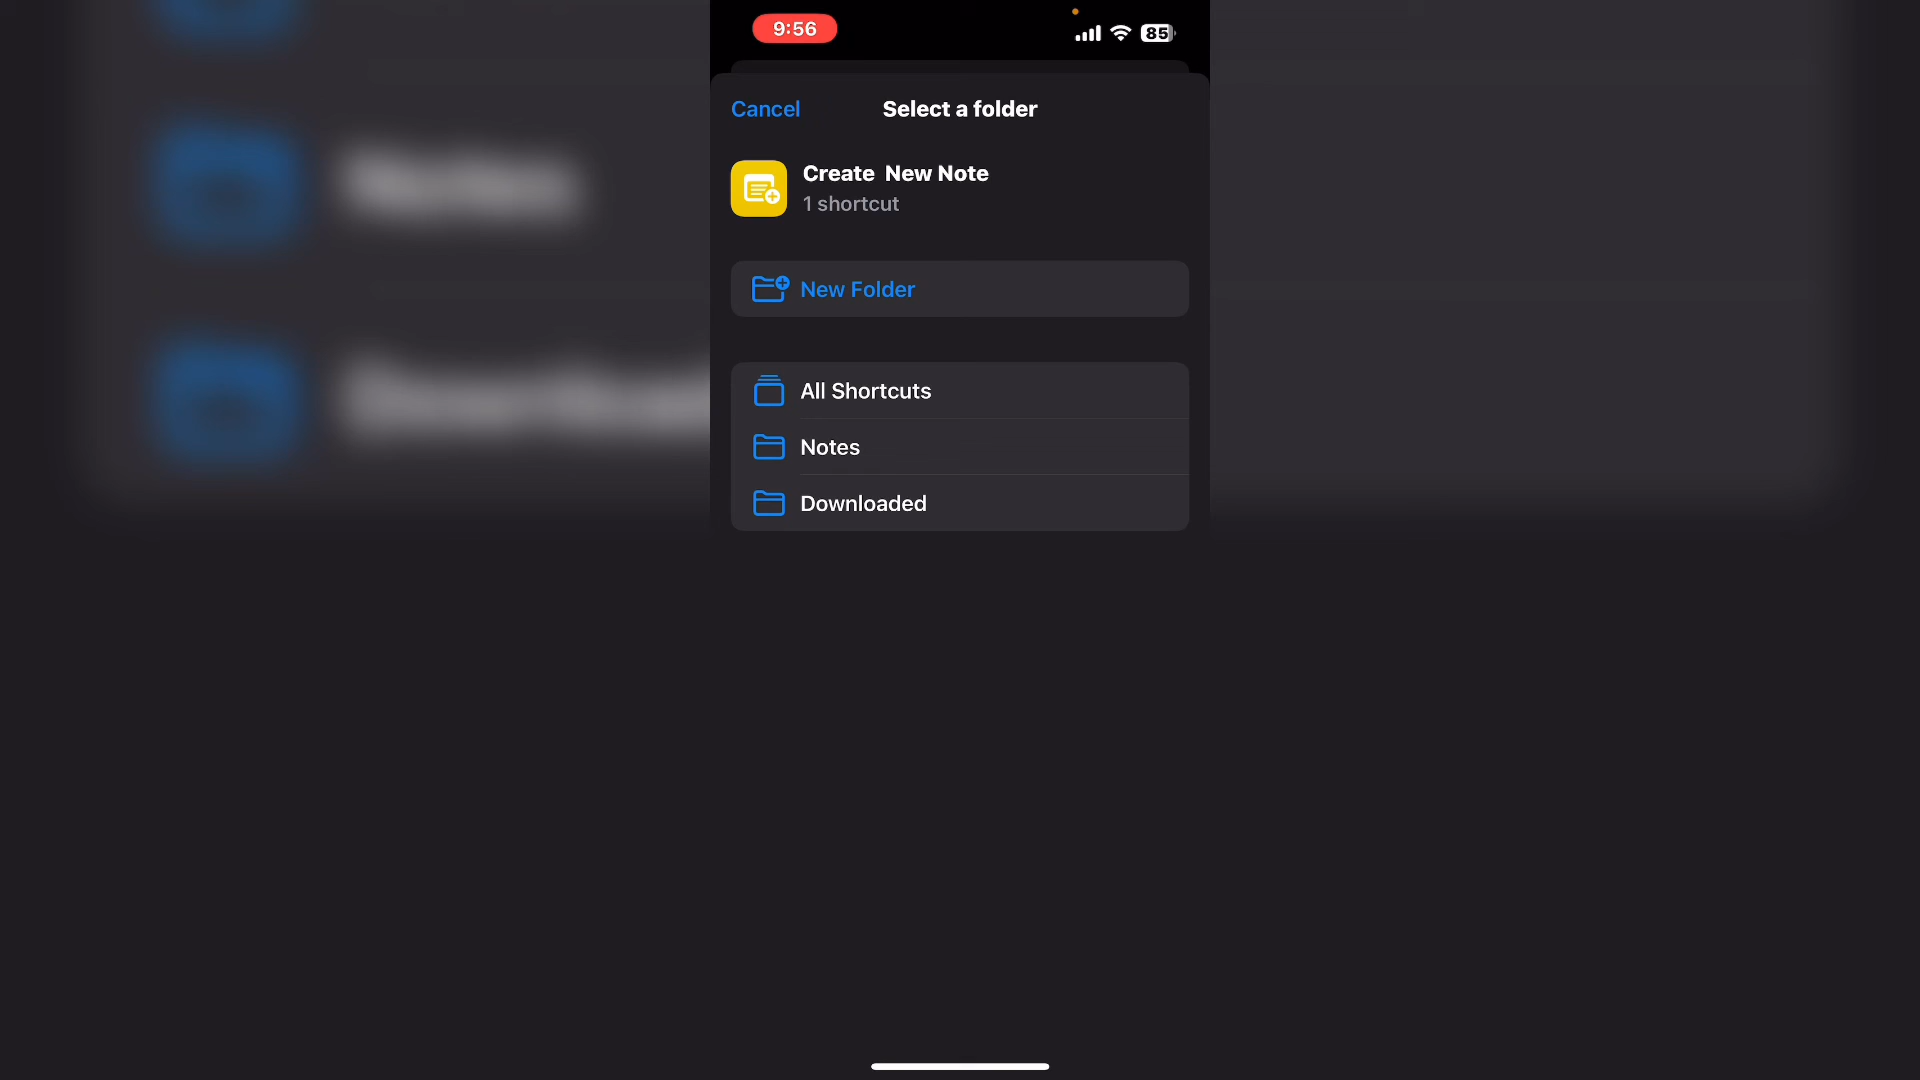 9:56
85
Cancel
Select a folder
Create New Note
1 shortcut
New Folder
All Shortcuts
Notes
Downloaded